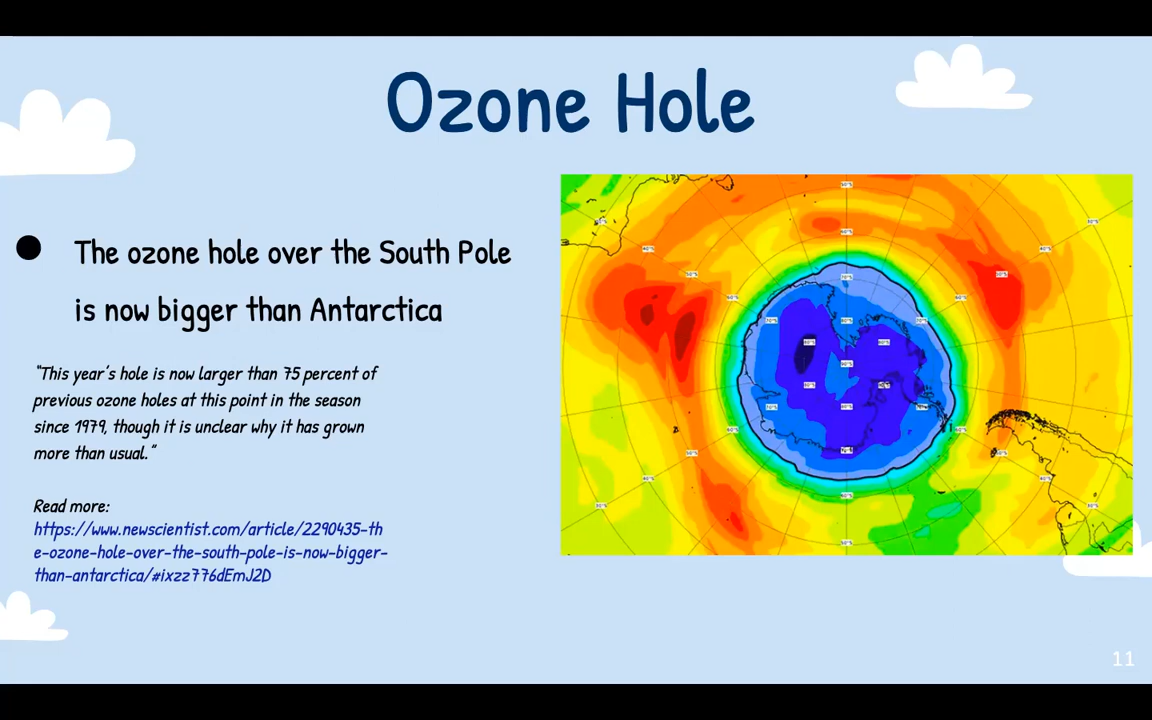 Ozone Hole
● The ozone hole over the South Pole
is now bigger than Antarctica
"This year's hole is now larger than 75 percent of
previous ozone holes at this point in the season
since 1979, though it is unclear why it has grown
more than usual."
Read more:
https://www.newscientist.com/article/2290435-th
e-ozone-hole-over-the-south-pole-is-now-bigger-
than-antarctica/#ixzz776dEmJ2D
11